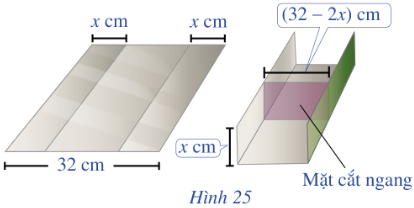 x cm
x cm
(32 – 2x) cm
x cm
32 cm
Mặt cắt ngang
Hình 25